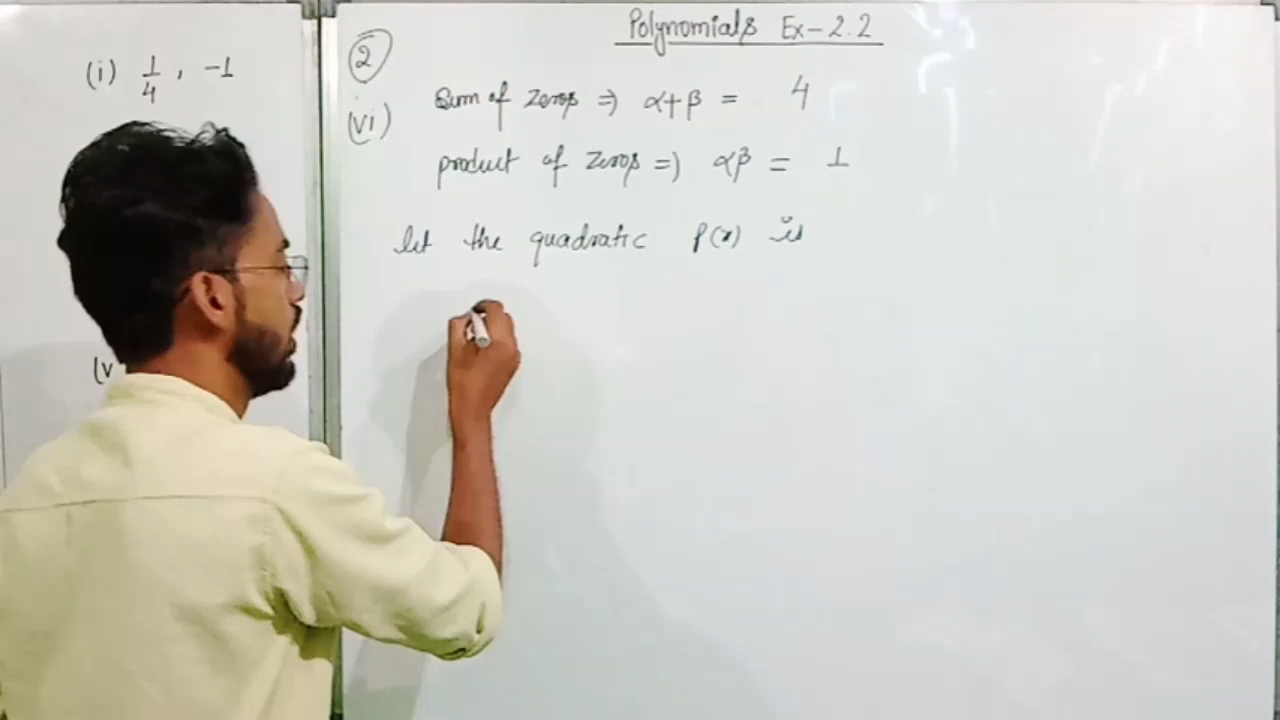 (i) 1/4 , -1
(v
Polynomials Ex-2.2
2
(vi) Sum of Zeros => α+β = 4
product of Zeros => αβ = 1
let the quadratic P(x) is